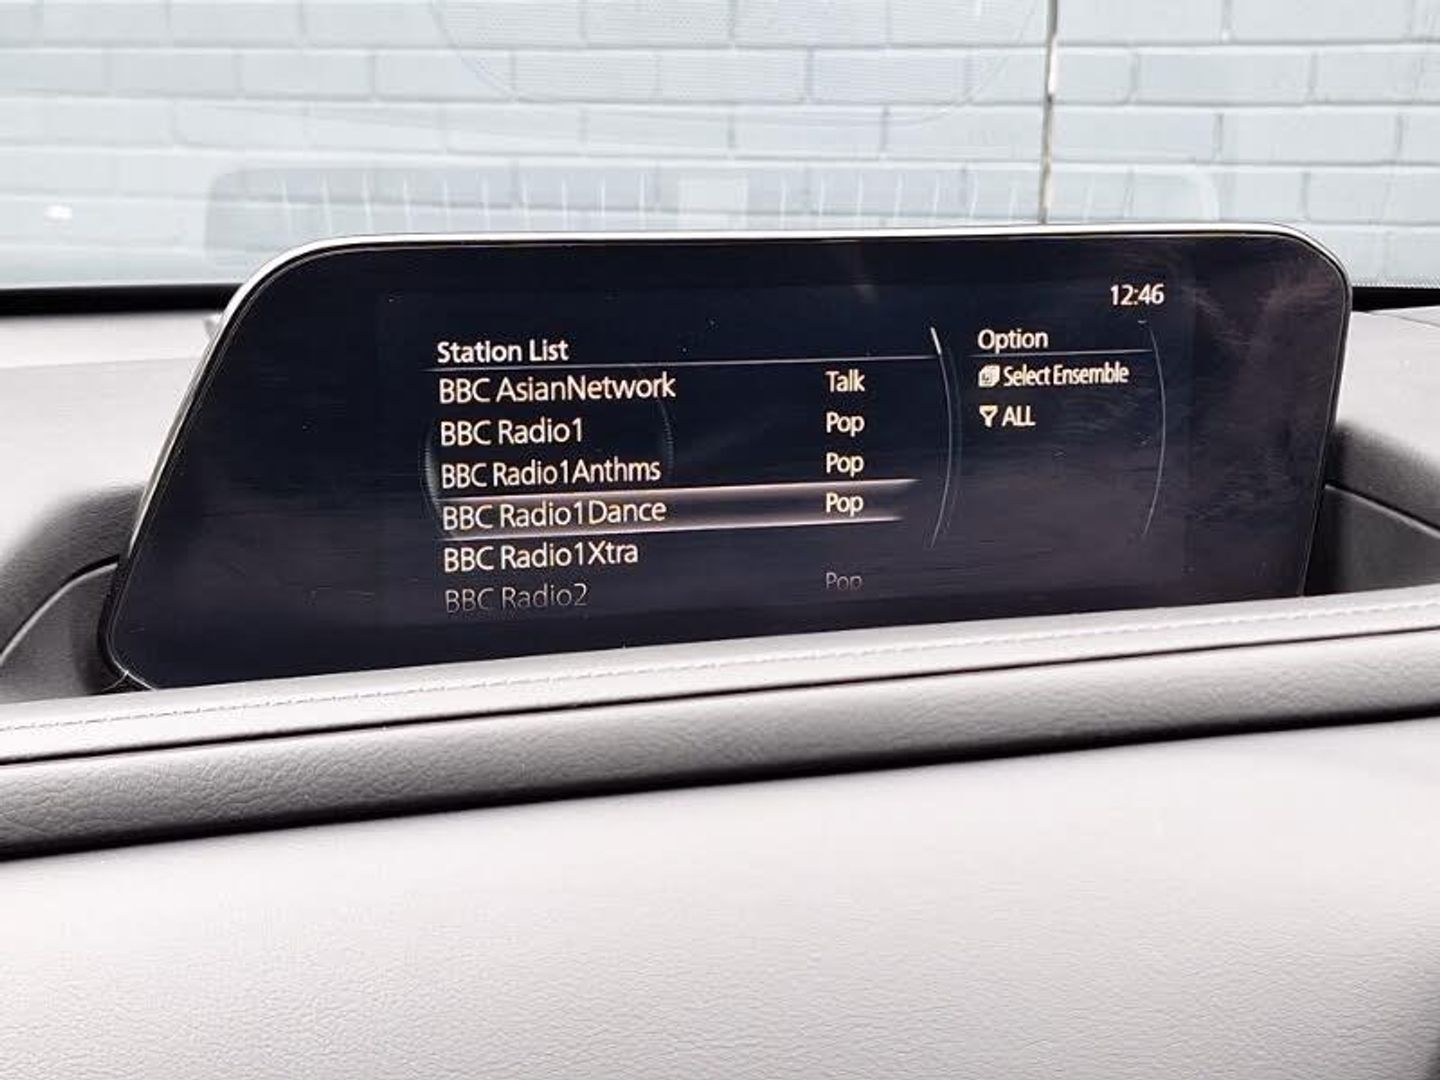 12:46
Station List
BBC AsianNetwork Talk
BBC Radio1 Pop
BBC Radio1Anthms Pop
BBC Radio1Dance Pop
BBC Radio1Xtra
BBC Radio2 Pop
Option
Select Ensemble
ALL